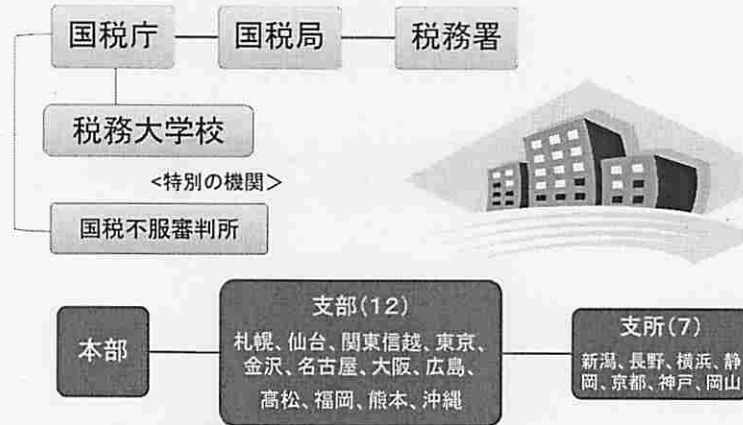 国税庁
国税局
税務署
税務大学校
<特別の機関>
国税不服審判所
本部
支部(12)
札幌、仙台、関東信越、東京、
金沢、名古屋、大阪、広島、
高松、福岡、熊本、沖縄
支所(7)
新潟、長野、横浜、静
岡、京都、神戸、岡山